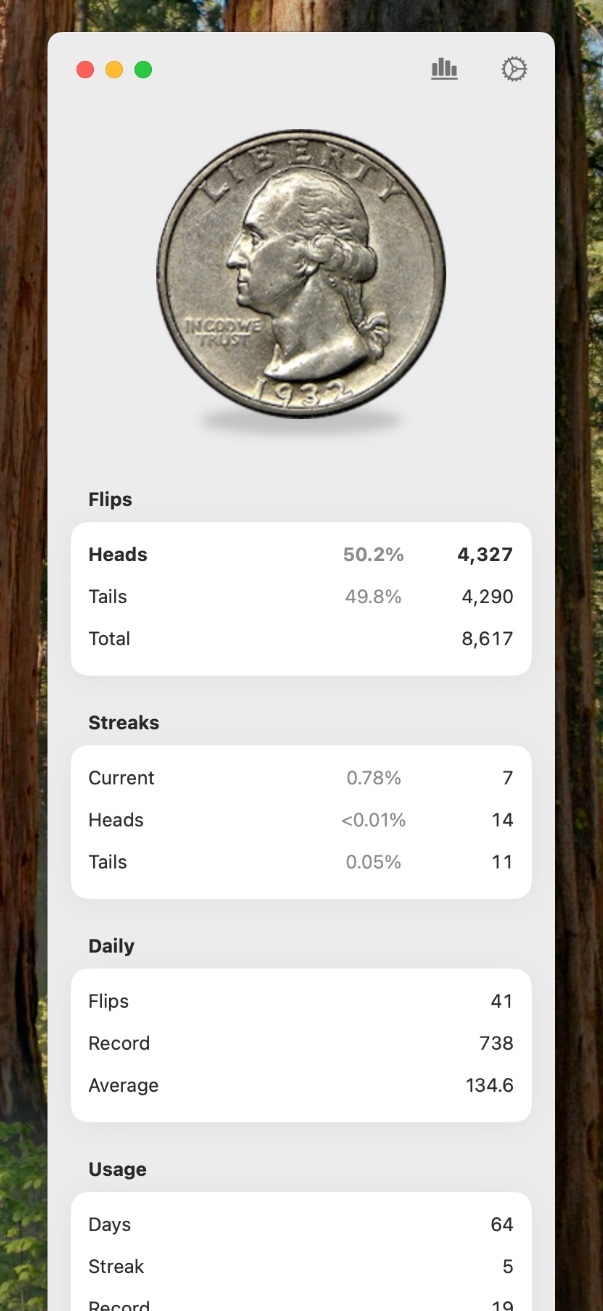 LIBERTY
IN GOD WE
TRUST
1932
Flips
Heads 50.2% 4,327
Tails 49.8% 4,290
Total 8,617
Streaks
Current 0.78% 7
Heads <0.01% 14
Tails 0.05% 11
Daily
Flips 41
Record 738
Average 134.6
Usage
Days 64
Streak 5
Record 19